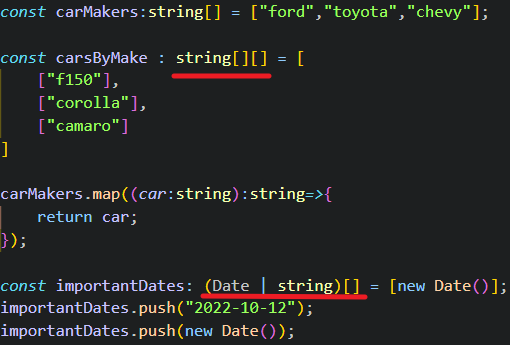 const carMakers:string[] = ["ford","toyota","chevy"];
const carsByMake : string[][] = [
    ["f150"],
    ["corolla"],
    ["camaro"]
]
carMakers.map((car:string):string=>{
    return car;
});
const importantDates: (Date | string)[] = [new Date()];
importantDates.push("2022-10-12");
importantDates.push(new Date());